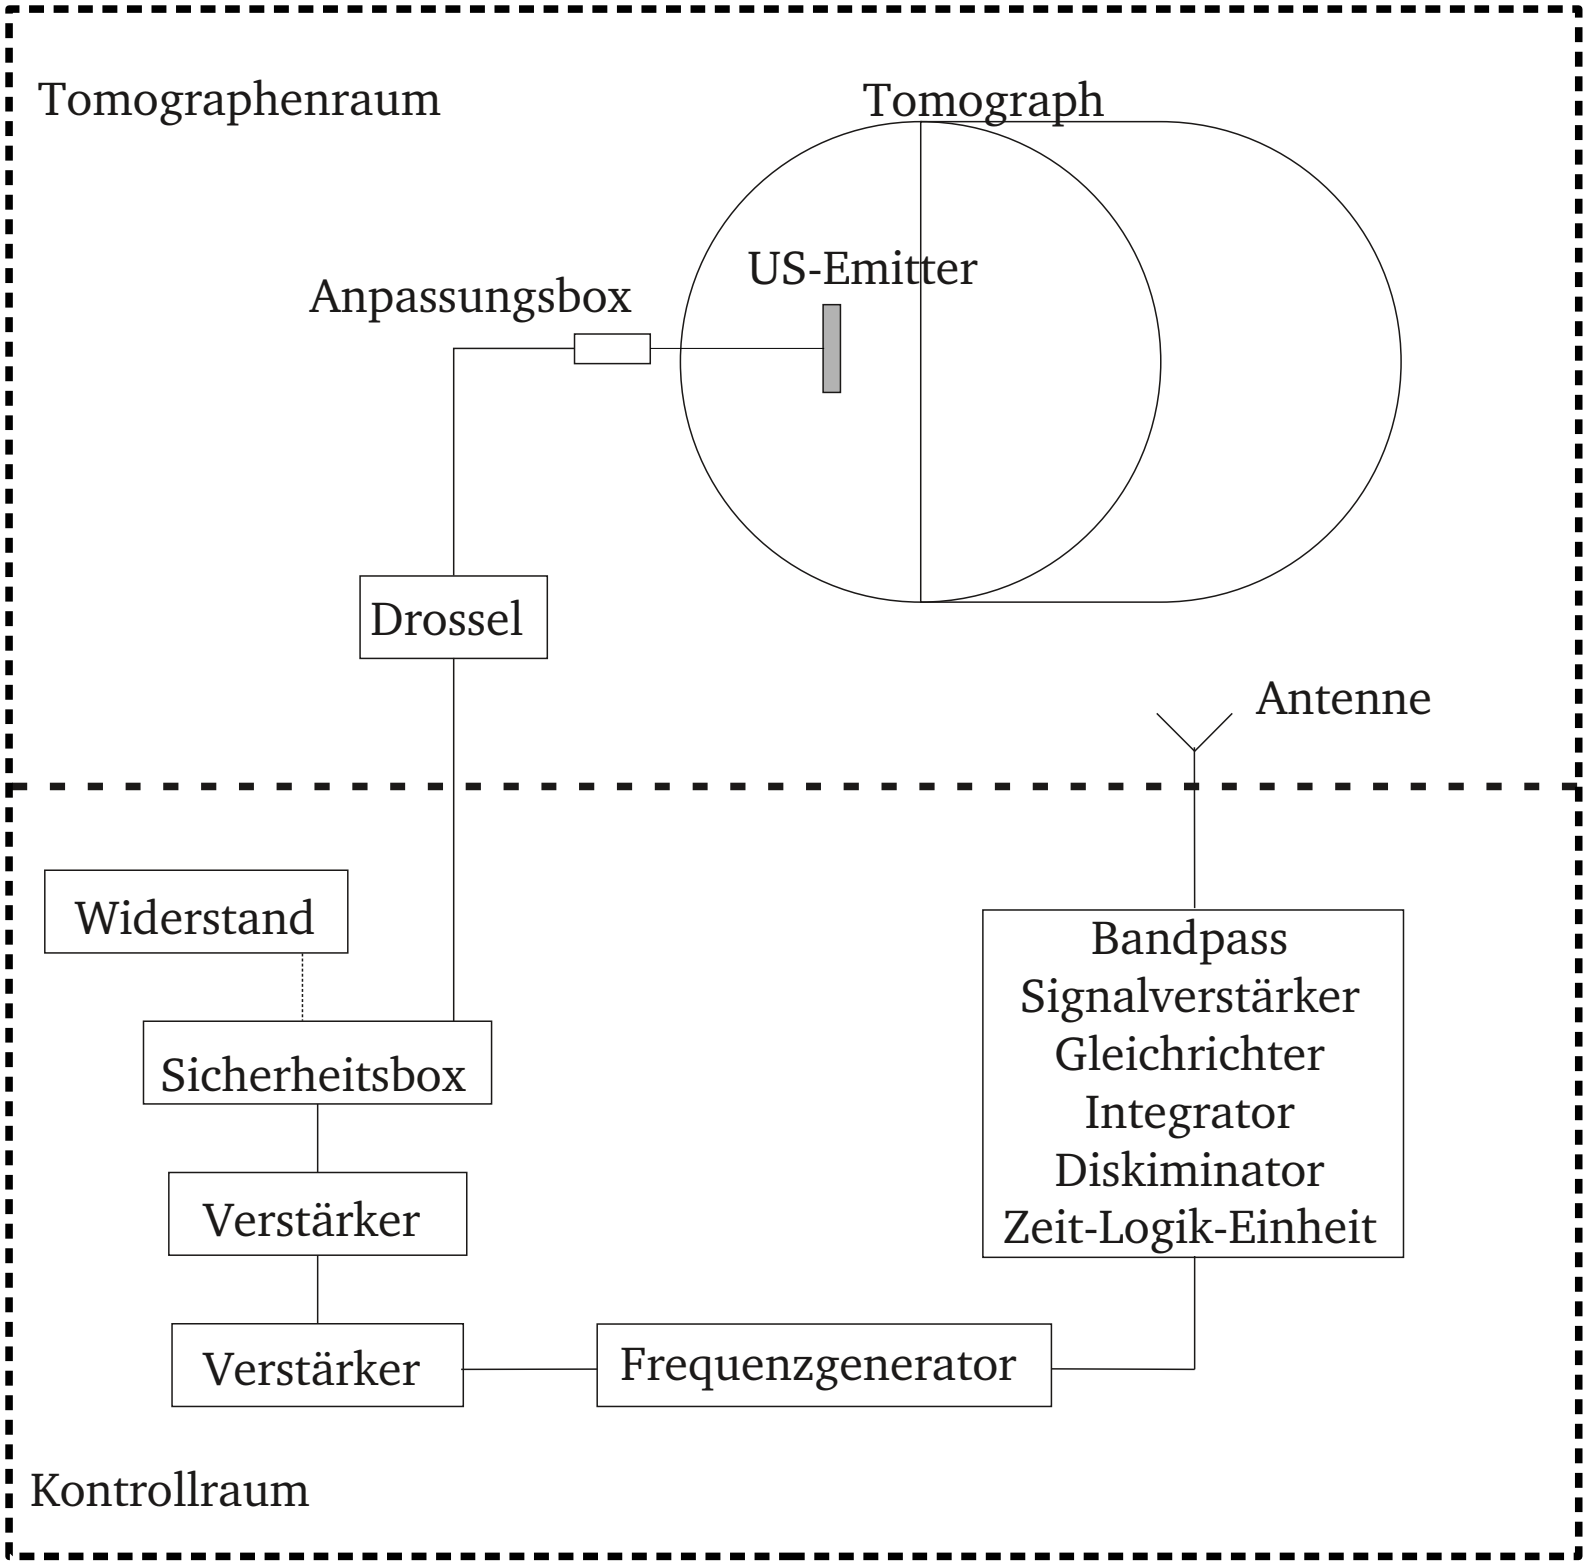 Tomographenraum
Tomograph
US-Emitter
Anpassungsbox
Drossel
Antenne
Widerstand
Sicherheitsbox
Verstärker
Verstärker
Frequenzgenerator
Bandpass
Signalverstärker
Gleichrichter
Integrator
Diskiminator
Zeit-Logik-Einheit
Kontrollraum